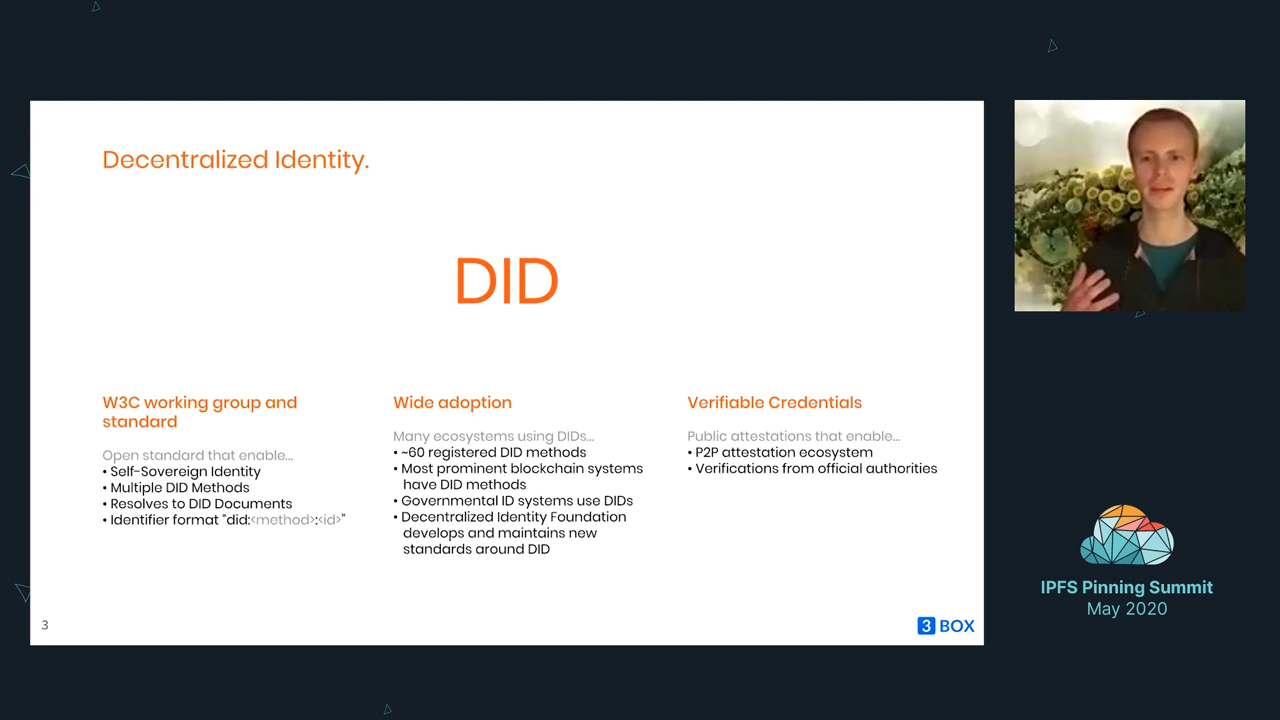 Decentralized Identity.
DID
W3C working group and
standard
Open standard that enable...
• Self-Sovereign Identity
• Multiple DID Methods
• Resolves to DID Documents
• Identifier format “did:<method>:<id>”
Wide adoption
Many ecosystems using DIDs...
• ~60 registered DID methods
• Most prominent blockchain systems
have DID methods
• Governmental ID systems use DIDs
• Decentralized Identity Foundation
develops and maintains new
standards around DID
Verifiable Credentials
Public attestations that enable...
• P2P attestation ecosystem
• Verifications from official authorities
3
3 BOX
IPFS Pinning Summit
May 2020